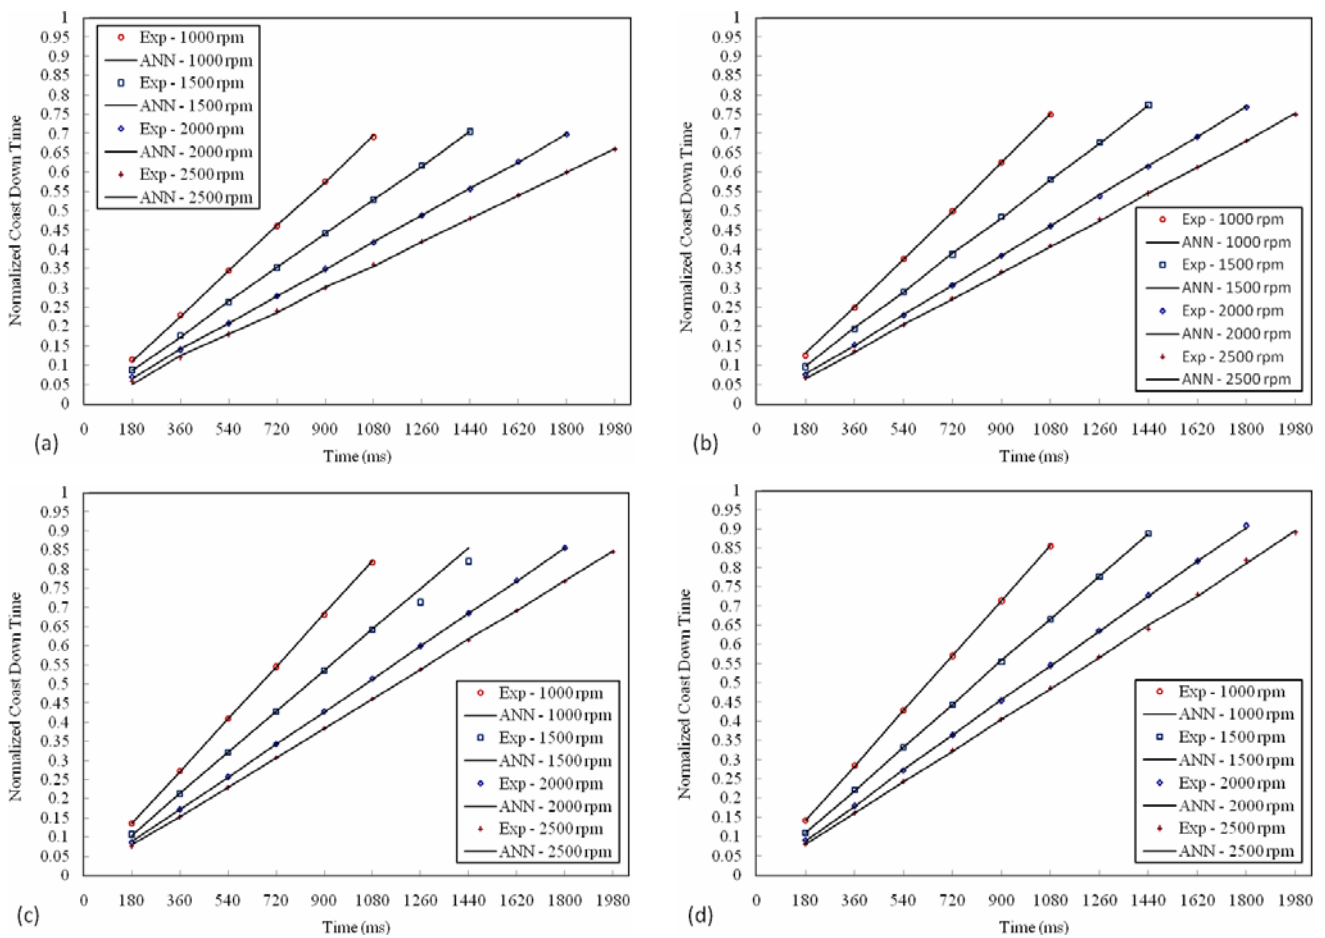 1
0.95
0.9
0.85
0.8
0.75
0.7
0.65
0.6
0.55
0.5
0.45
0.4
0.35
0.3
0.25
0.2
0.15
0.1
0.05
0
Normalized Coast Down Time
Exp - 1000 rpm
ANN - 1000 rpm
Exp - 1500 rpm
ANN - 1500 rpm
Exp - 2000 rpm
ANN - 2000 rpm
Exp - 2500 rpm
ANN - 2500 rpm
0 180 360 540 720 900 1080 1260 1440 1620 1800 1980
Time (ms)
(a)
1
0.95
0.9
0.85
0.8
0.75
0.7
0.65
0.6
0.55
0.5
0.45
0.4
0.35
0.3
0.25
0.2
0.15
0.1
0.05
0
Normalized Coast Down Time
Exp - 1000 rpm
ANN - 1000 rpm
Exp - 1500 rpm
ANN - 1500 rpm
Exp - 2000 rpm
ANN - 2000 rpm
Exp - 2500 rpm
ANN - 2500 rpm
0 180 360 540 720 900 1080 1260 1440 1620 1800 1980
Time (ms)
(b)
1
0.95
0.9
0.85
0.8
0.75
0.7
0.65
0.6
0.55
0.5
0.45
0.4
0.35
0.3
0.25
0.2
0.15
0.1
0.05
0
Normalized Coast Down Time
Exp - 1000 rpm
ANN - 1000 rpm
Exp - 1500 rpm
ANN - 1500 rpm
Exp - 2000 rpm
ANN - 2000 rpm
Exp - 2500 rpm
ANN - 2500 rpm
0 180 360 540 720 900 1080 1260 1440 1620 1800 1980
Time (ms)
(c)
1
0.95
0.9
0.85
0.8
0.75
0.7
0.65
0.6
0.55
0.5
0.45
0.4
0.35
0.3
0.25
0.2
0.15
0.1
0.05
0
Normalized Coast Down Time
Exp - 1000 rpm
ANN - 1000 rpm
Exp - 1500 rpm
ANN - 1500 rpm
Exp - 2000 rpm
ANN - 2000 rpm
Exp - 2500 rpm
ANN - 2500 rpm
0 180 360 540 720 900 1080 1260 1440 1620 1800 1980
Time (ms)
(d)